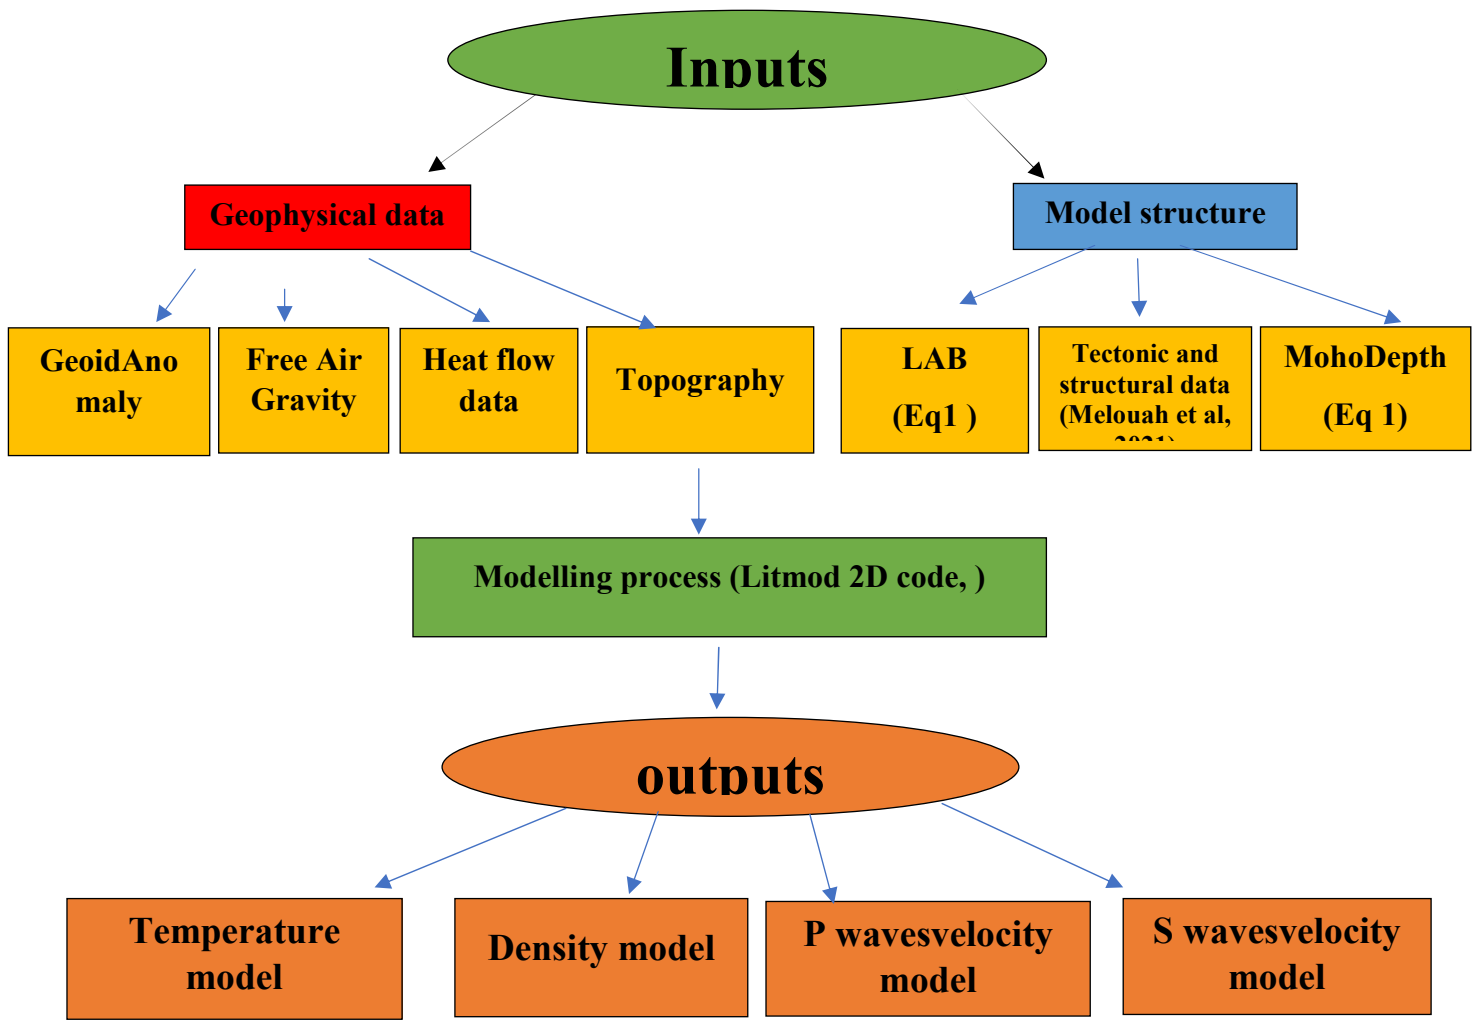 Inputs
Geophysical data
Model structure
GeoidAno
maly
Free Air
Gravity
Heat flow
data
Topography
LAB
(Eq1 )
Tectonic and
structural data
(Melouah et al,
2021)
MohoDepth
(Eq 1)
Modelling process (Litmod 2D code, )
outputs
Temperature
model
Density model
P wavesvelocity
model
S wavesvelocity
model